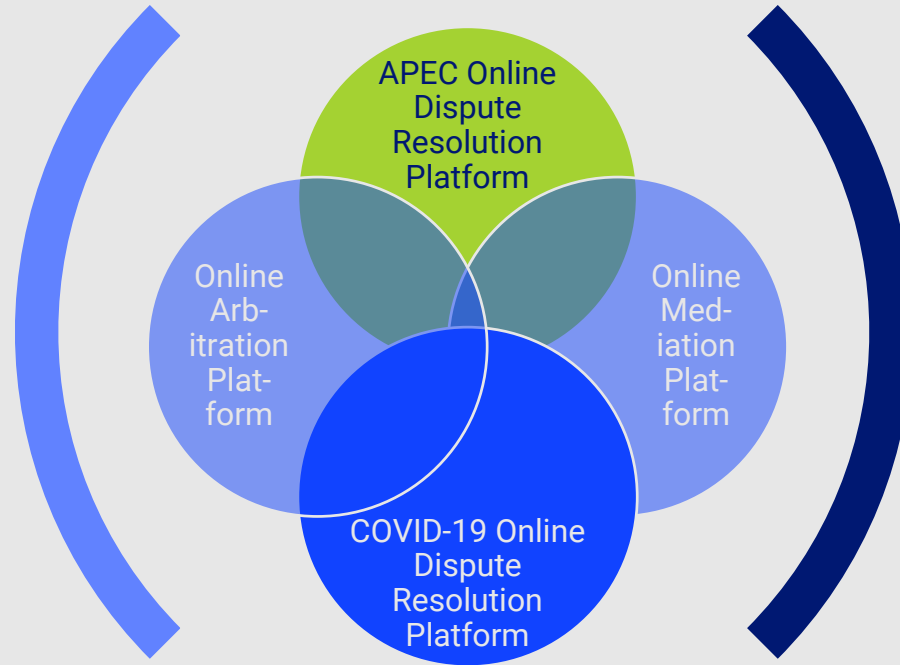 APEC Online
Dispute
Resolution
Platform
Online
Arb-
itration
Plat-
form
Online
Med-
iation
Plat-
form
COVID-19 Online
Dispute
Resolution
Platform